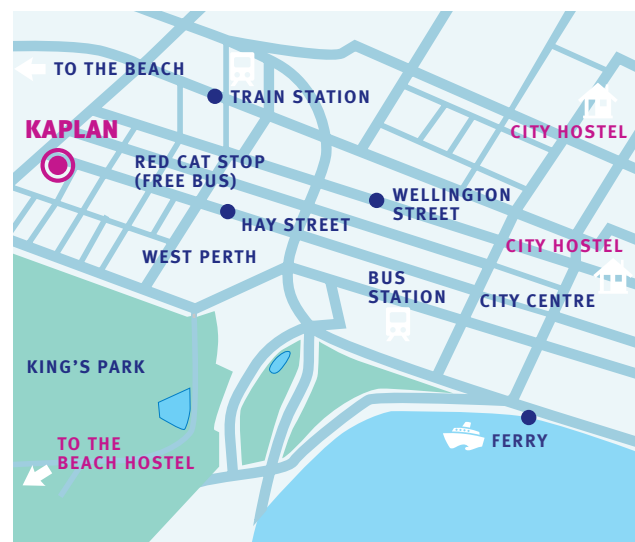 TO THE BEACH
TRAIN STATION
KAPLAN
CITY HOSTEL
RED CAT STOP
(FREE BUS)
WELLINGTON
STREET
HAY STREET
WEST PERTH
CITY HOSTEL
BUS
STATION
CITY CENTRE
KING'S PARK
TO THE
BEACH HOSTEL
FERRY